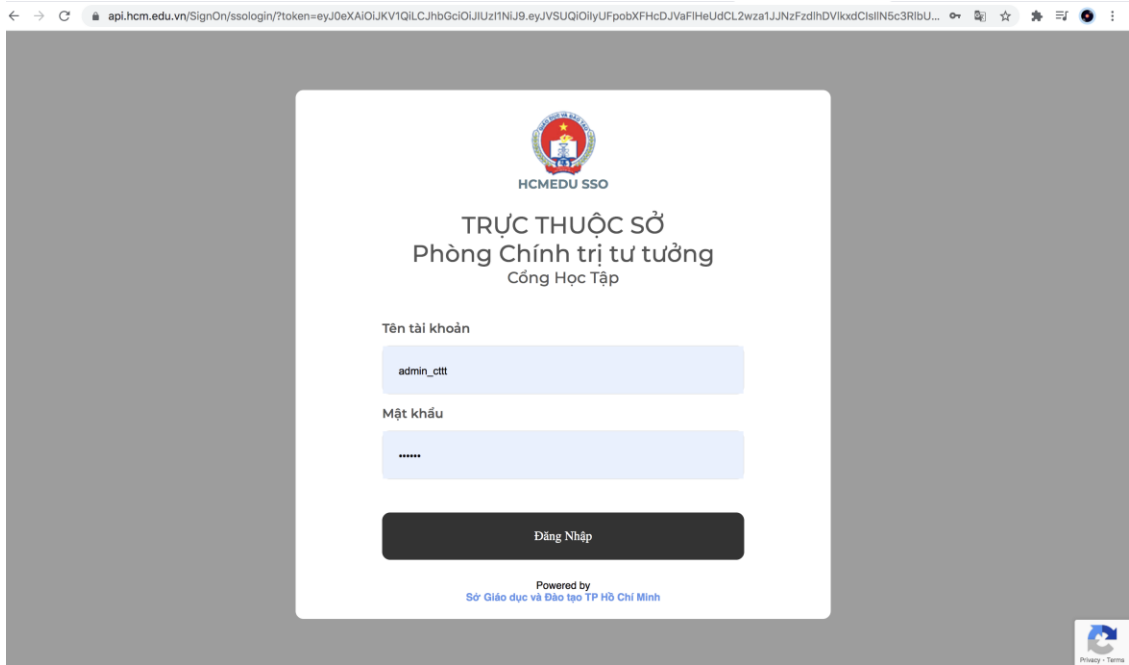 api.hcm.edu.vn/SignOn/ssologin/?token=eyJ0eXAiOiJKV1QiLCJhbGciOiJIUzI1NiJ9.eyJVSUQiOiIyUFpobXFHcDJVaFlHeUdCL2wza1JJNzFzdlhDVlkxdClsIlN5c3RlbU...
HCMEDU SSO
TRỰC THUỘC SỞ
Phòng Chính trị tư tưởng
Cổng Học Tập
Tên tài khoản
admin_cttt
Mật khẩu
••••••
Đăng Nhập
Powered by
Sở Giáo dục và Đào tạo TP Hồ Chí Minh
Privacy - Terms